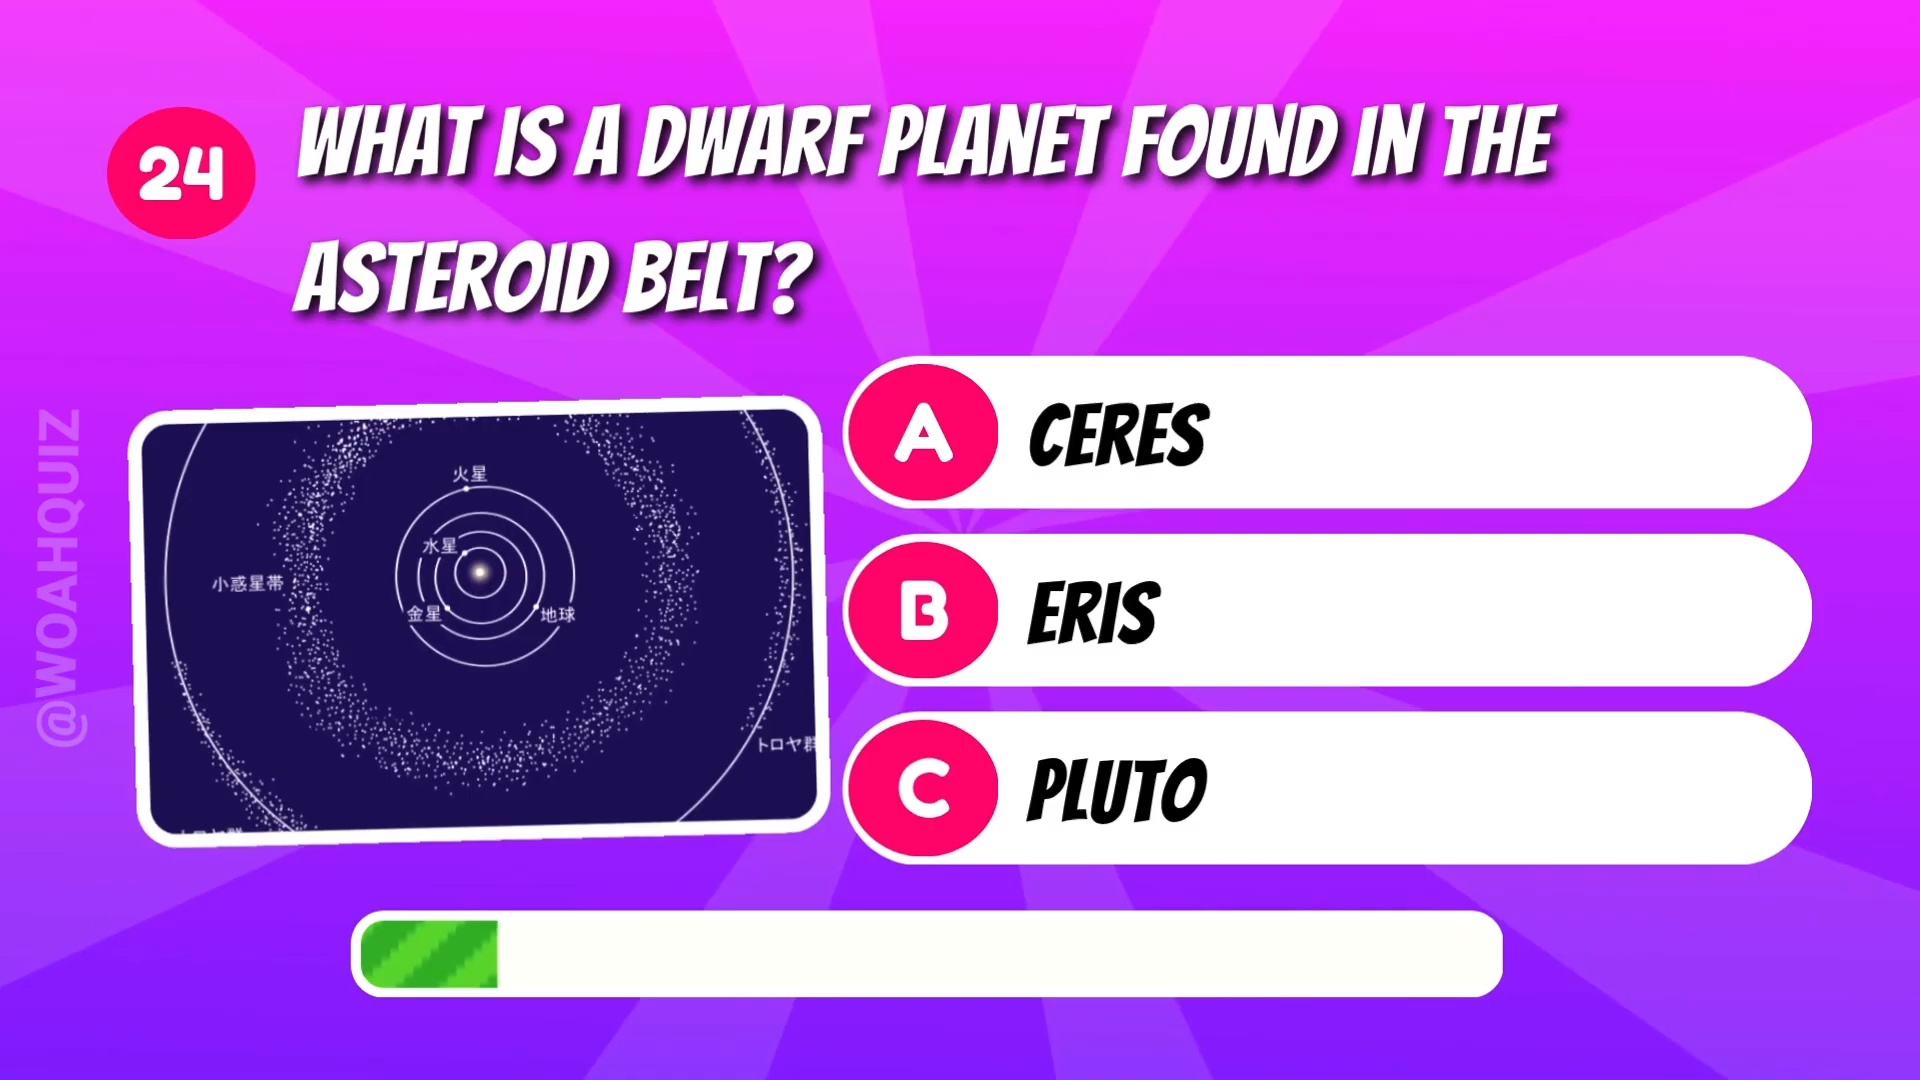 24
WHAT IS A DWARF PLANET FOUND IN THE
ASTEROID BELT?
@WOAHQUIZ
火星
水星
小惑星帯
金星
地球
トロヤ群
A
CERES
B
ERIS
C
PLUTO